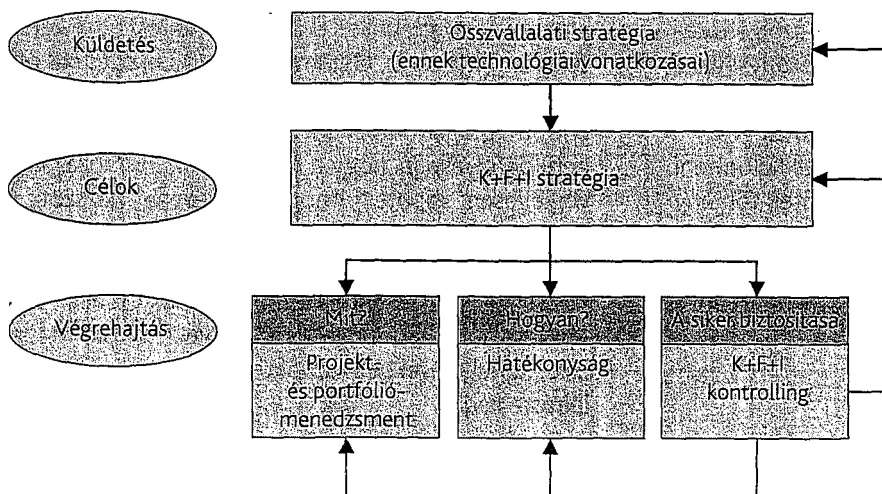 Küldetés
Összvállalati stratégia
(ennek technológiai vonatkozásai)
Célok
K+F+I stratégia
Végrehajtás
Mit?
Hogyan?
A siker biztosítása
Projekt-
és portfólió-
menedzsment
Hatékonyság
K+F+I
kontrolling